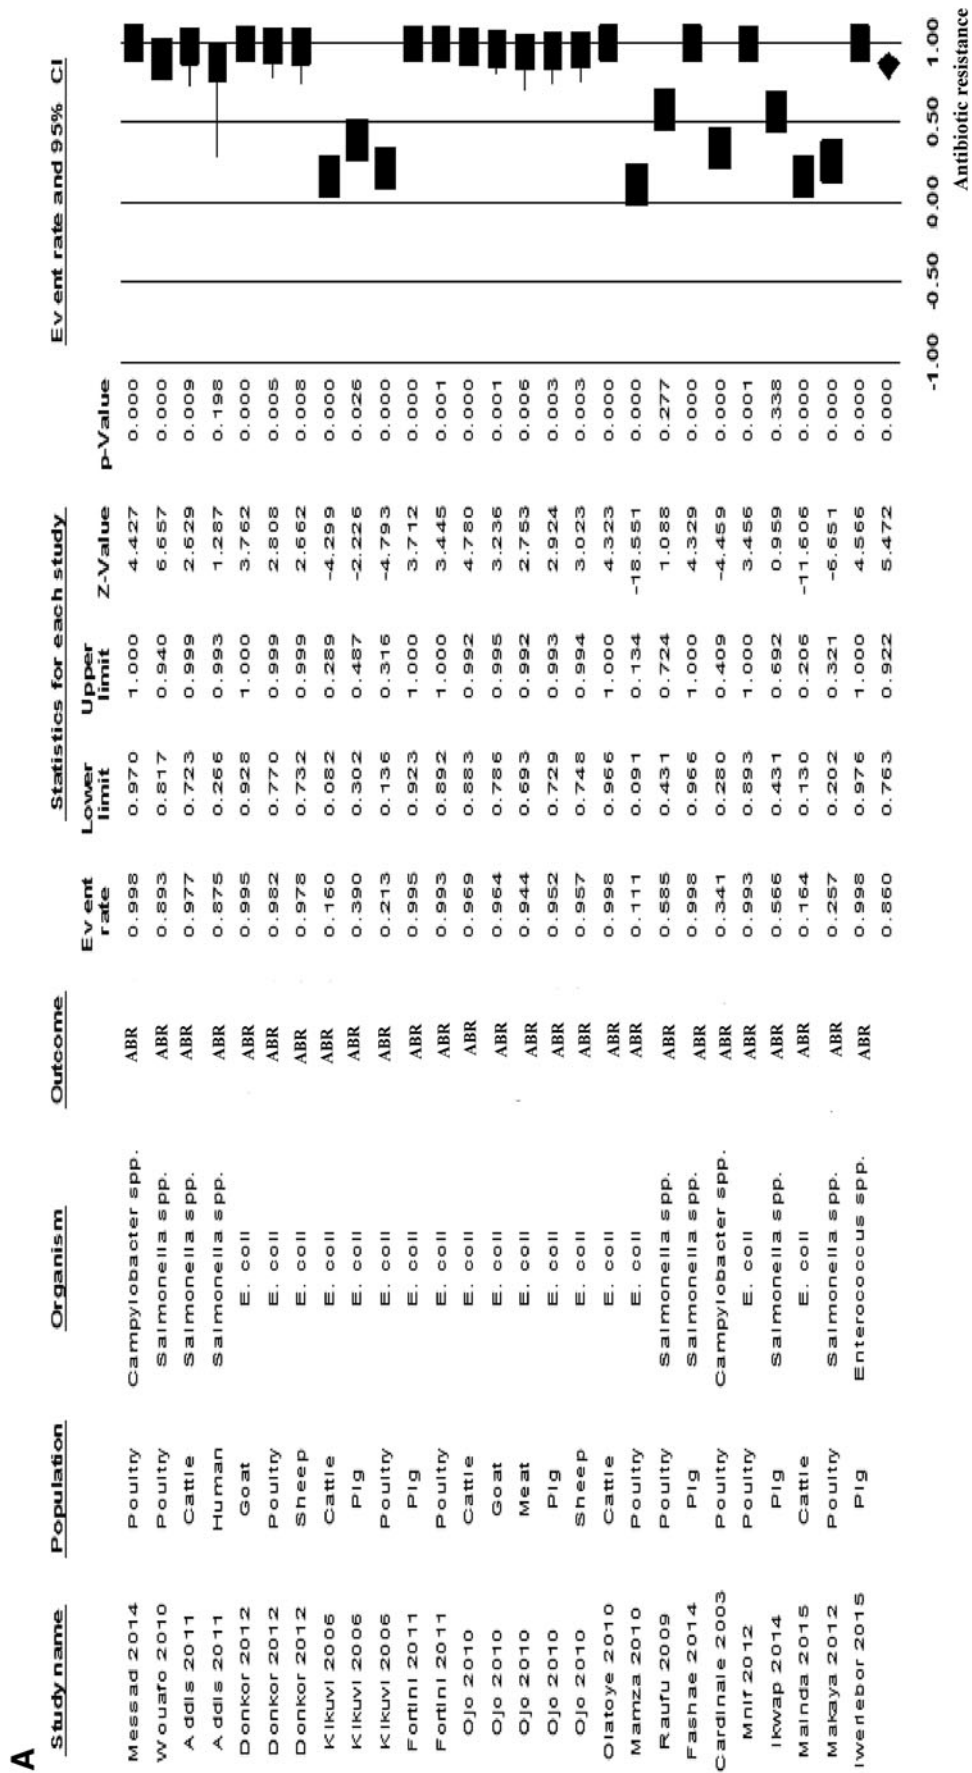 A
Study name Population Organism Outcome Statistics for each study Event rate and 95% CI
Event rate Lower limit Upper limit Z-Value p-Value
Messad 2014 Poultry Campylobacter spp. ABR 0.998 0.970 1.000 4.427 0.000
Wouafo 2010 Poultry Salmonella spp. ABR 0.893 0.817 0.940 6.657 0.000
Addis 2011 Cattle Salmonella spp. ABR 0.977 0.723 0.999 2.629 0.009
Addis 2011 Human Salmonella spp. ABR 0.875 0.266 0.993 1.287 0.198
Donkor 2012 Goat E. coli ABR 0.995 0.928 1.000 3.762 0.000
Donkor 2012 Poultry E. coli ABR 0.982 0.770 0.999 2.808 0.005
Donkor 2012 Sheep E. coli ABR 0.978 0.732 0.999 2.662 0.008
Kikuvi 2006 Cattle E. coli ABR 0.160 0.082 0.289 -4.299 0.000
Kikuvi 2006 Pig E. coli ABR 0.390 0.302 0.487 -2.226 0.026
Kikuvi 2006 Poultry E. coli ABR 0.213 0.136 0.316 -4.793 0.000
Fortini 2011 Pig E. coli ABR 0.995 0.923 1.000 3.712 0.000
Fortini 2011 Poultry E. coli ABR 0.993 0.892 1.000 3.445 0.001
Ojo 2010 Cattle E. coli ABR 0.969 0.883 0.992 4.780 0.000
Ojo 2010 Goat E. coli ABR 0.964 0.786 0.995 3.236 0.001
Ojo 2010 Meat E. coli ABR 0.944 0.693 0.992 2.753 0.006
Ojo 2010 Pig E. coli ABR 0.952 0.729 0.993 2.924 0.003
Ojo 2010 Sheep E. coli ABR 0.957 0.748 0.994 3.023 0.003
Olatoye 2010 Cattle E. coli ABR 0.998 0.966 1.000 4.323 0.000
Mamza 2010 Poultry E. coli ABR 0.111 0.091 0.134 -18.551 0.000
Raufu 2009 Poultry Salmonella spp. ABR 0.585 0.431 0.724 1.088 0.277
Fashae 2014 Pig Salmonella spp. ABR 0.998 0.966 1.000 4.329 0.000
Cardinale 2003 Poultry Campylobacter spp. ABR 0.341 0.280 0.409 -4.459 0.000
Mnif 2012 Poultry E. coli ABR 0.993 0.893 1.000 3.456 0.001
Ikwap 2014 Pig Salmonella spp. ABR 0.566 0.431 0.692 0.959 0.338
Mainda 2015 Cattle E. coli ABR 0.164 0.130 0.206 -11.606 0.000
Makaya 2012 Poultry Salmonella spp. ABR 0.257 0.202 0.321 -6.651 0.000
Iweriebor 2015 Pig Enterococcus spp. ABR 0.998 0.976 1.000 4.566 0.000
0.860 0.763 0.922 5.472 0.000
-1.00 -0.50 0.00 0.50 1.00
Antibiotic resistance